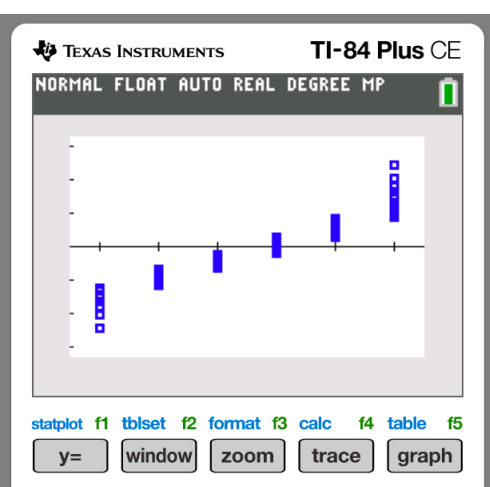 TEXAS INSTRUMENTS TI-84 Plus CE
NORMAL FLOAT AUTO REAL DEGREE MP
statplot f1 tblset f2 format f3 calc f4 table f5
y= window zoom trace graph